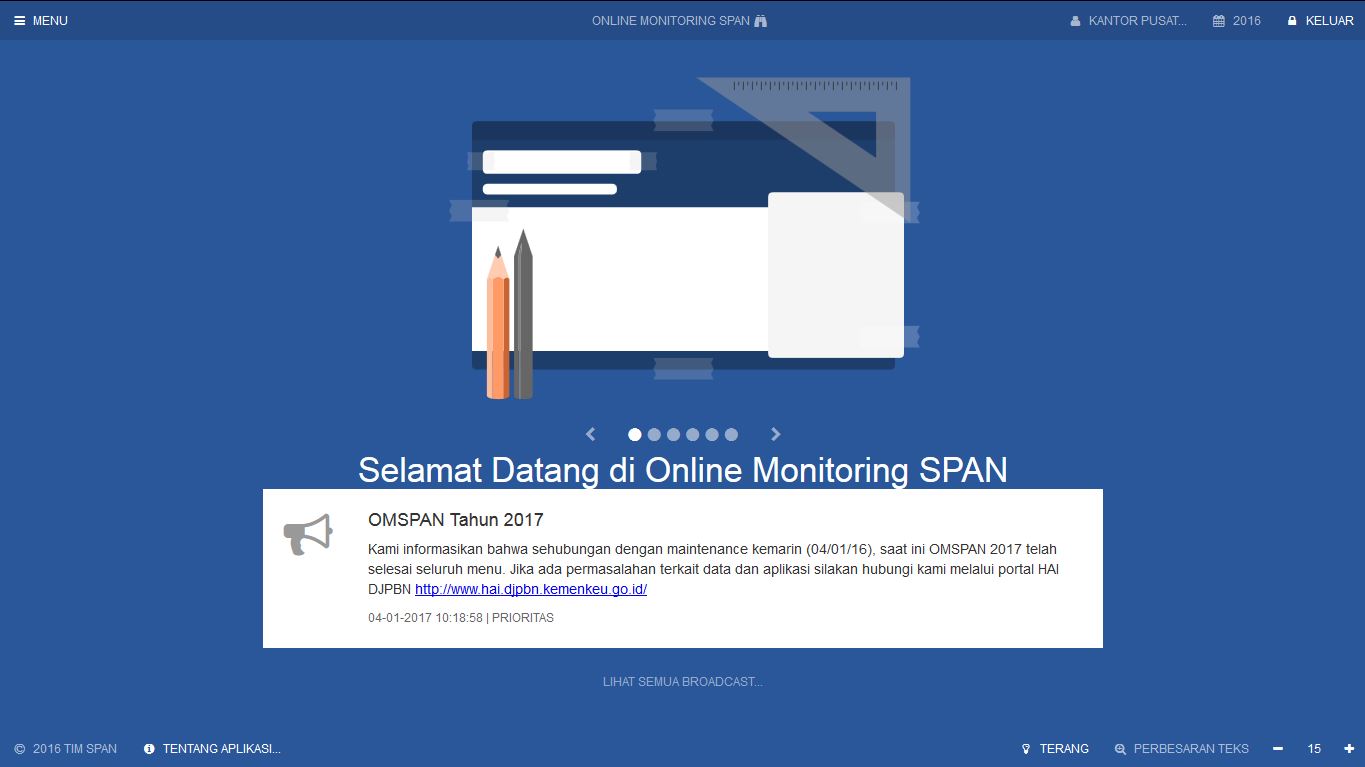 MENU
ONLINE MONITORING SPAN
KANTOR PUSAT...
2016
KELUAR
Selamat Datang di Online Monitoring SPAN
OMSPAN Tahun 2017
Kami informasikan bahwa sehubungan dengan maintenance kemarin (04/01/16), saat ini OMSPAN 2017 telah
selesai seluruh menu. Jika ada permasalahan terkait data dan aplikasi silakan hubungi kami melalui portal HAI
DJPBN http://www.hai.djpbn.kemenkeu.go.id/
04-01-2017 10:18:58 | PRIORITAS
LIHAT SEMUA BROADCAST...
© 2016 TIM SPAN
TENTANG APLIKASI...
TERANG
PERBESARAN TEKS
15